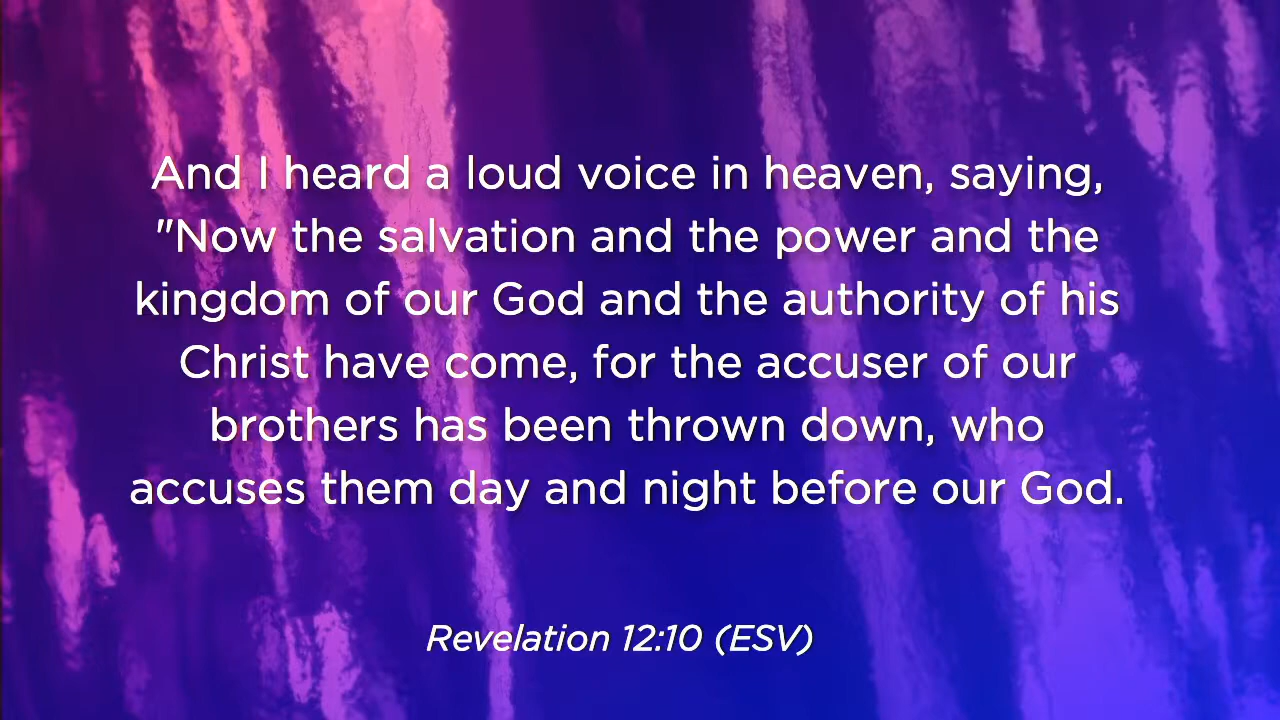 And I heard a loud voice in heaven, saying,
"Now the salvation and the power and the
kingdom of our God and the authority of his
Christ have come, for the accuser of our
brothers has been thrown down, who
accuses them day and night before our God.
Revelation 12:10 (ESV)